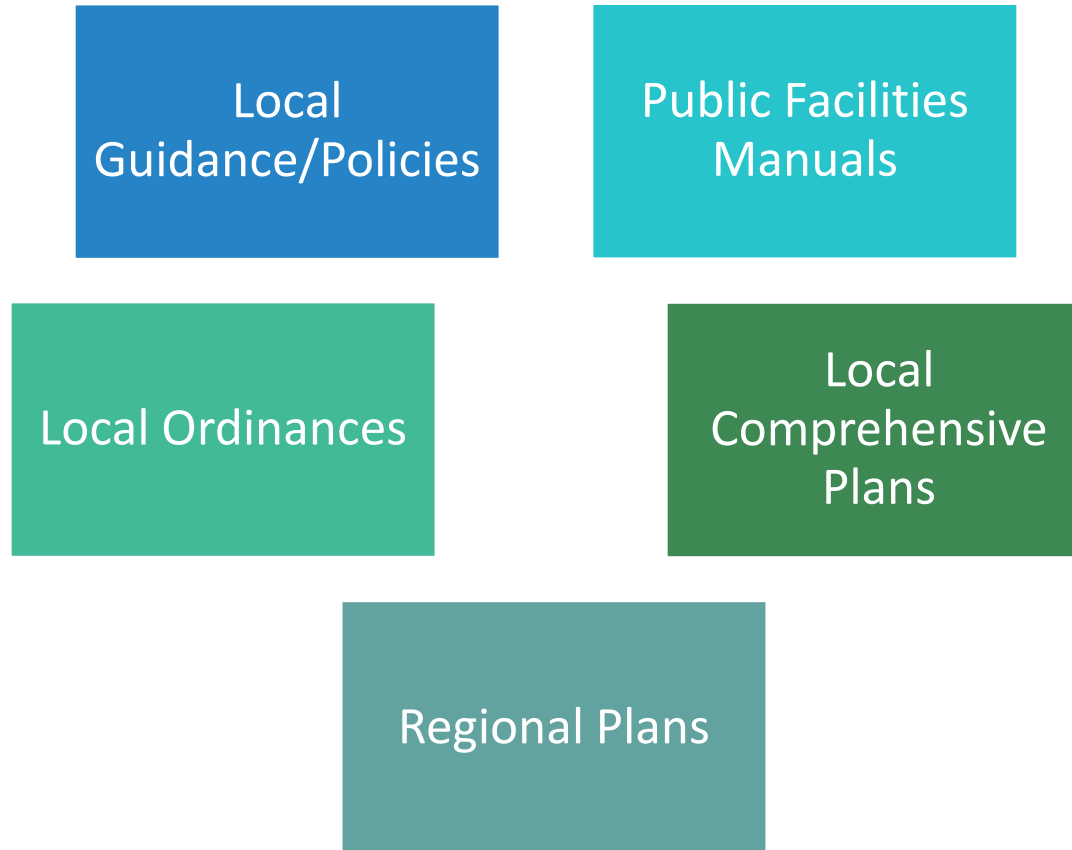 Local
Guidance/Policies
Public Facilities
Manuals
Local Ordinances
Local
Comprehensive
Plans
Regional Plans